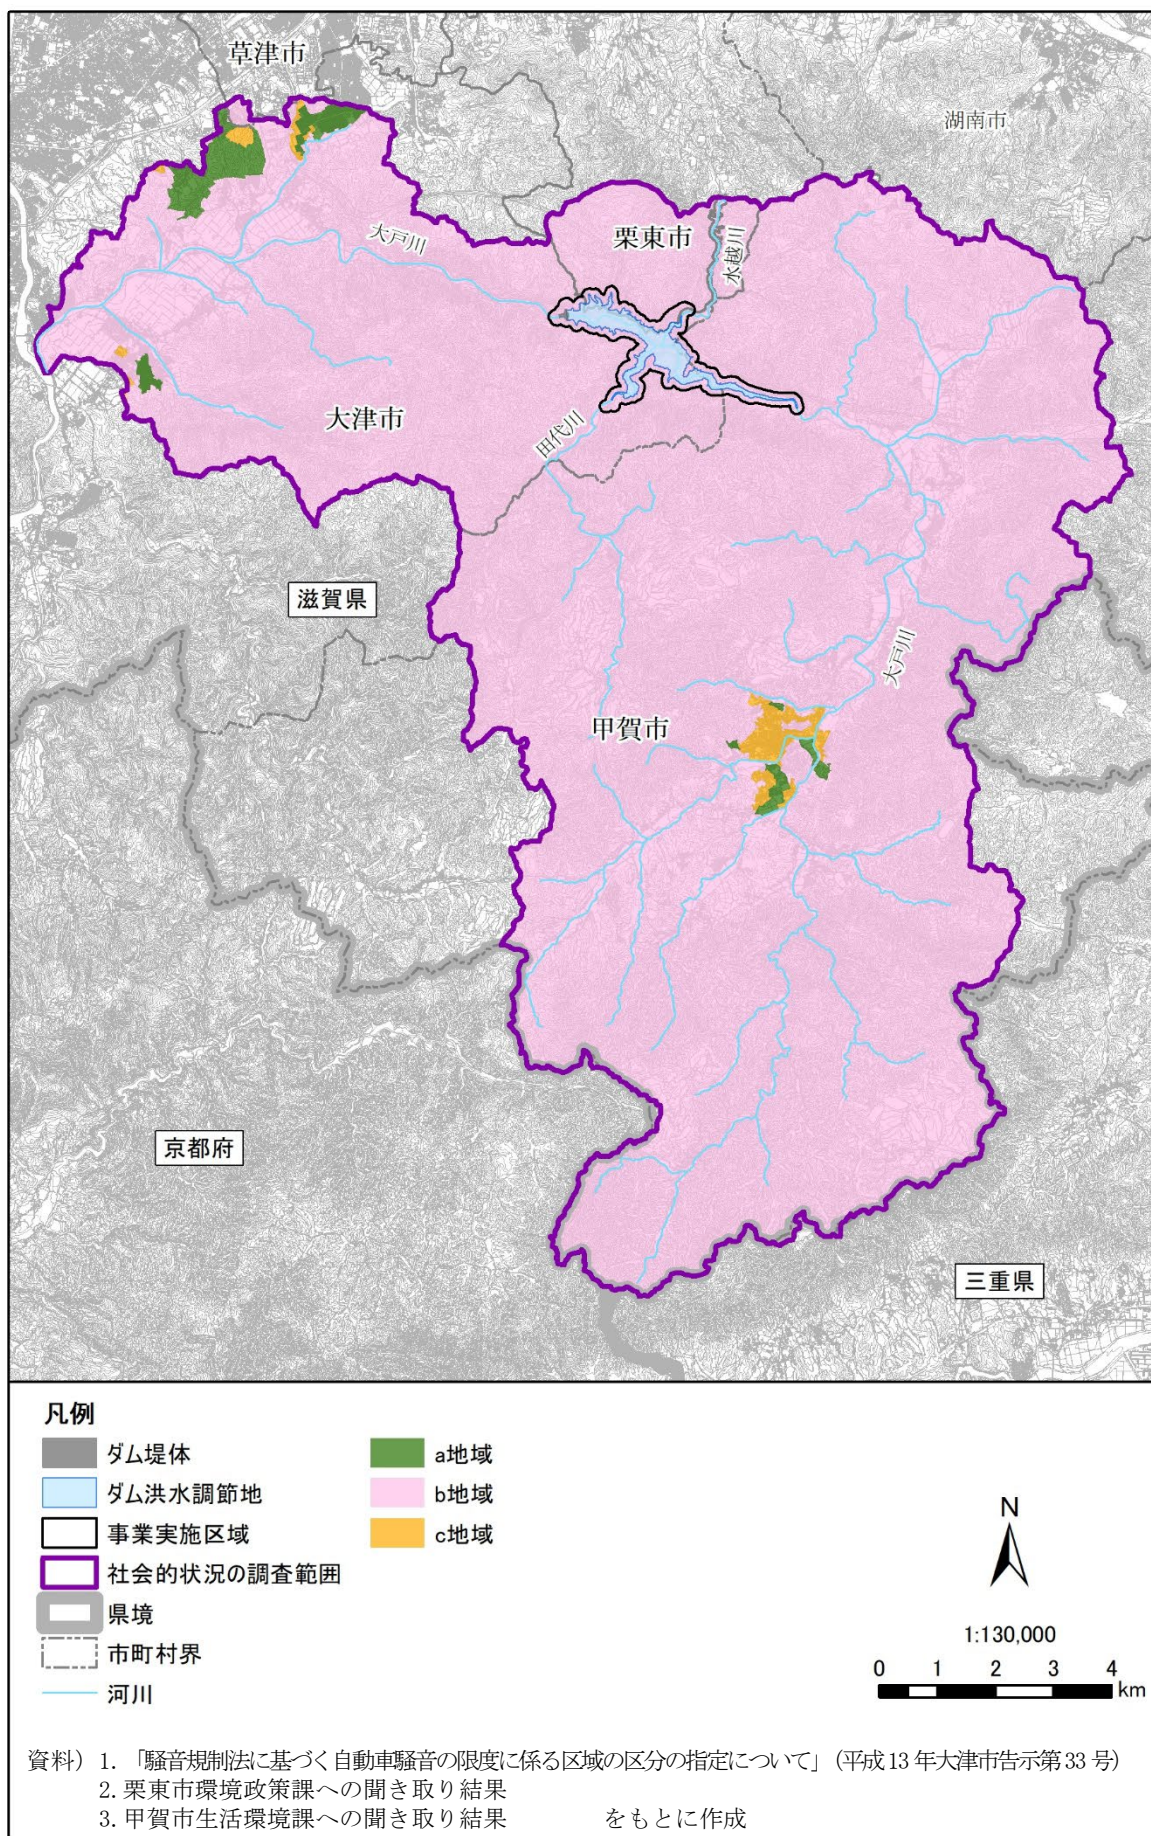 草津市
湖南市
栗東市
水越川
大戸川
大津市
田代川
滋賀県
大戸川
甲賀市
京都府
三重県
凡例
ダム堤体
ダム洪水調節地
事業実施区域
社会的状況の調査範囲
県境
市町村界
河川
a地域
b地域
c地域
N
1:130,000
0 1 2 3 4
km
資料) 1. 「騒音規制法に基づく自動車騒音の限度に係る区域の区分の指定について」(平成13年大津市告示第33号)
2. 栗東市環境政策課への聞き取り結果
3. 甲賀市生活環境課への聞き取り結果 をもとに作成